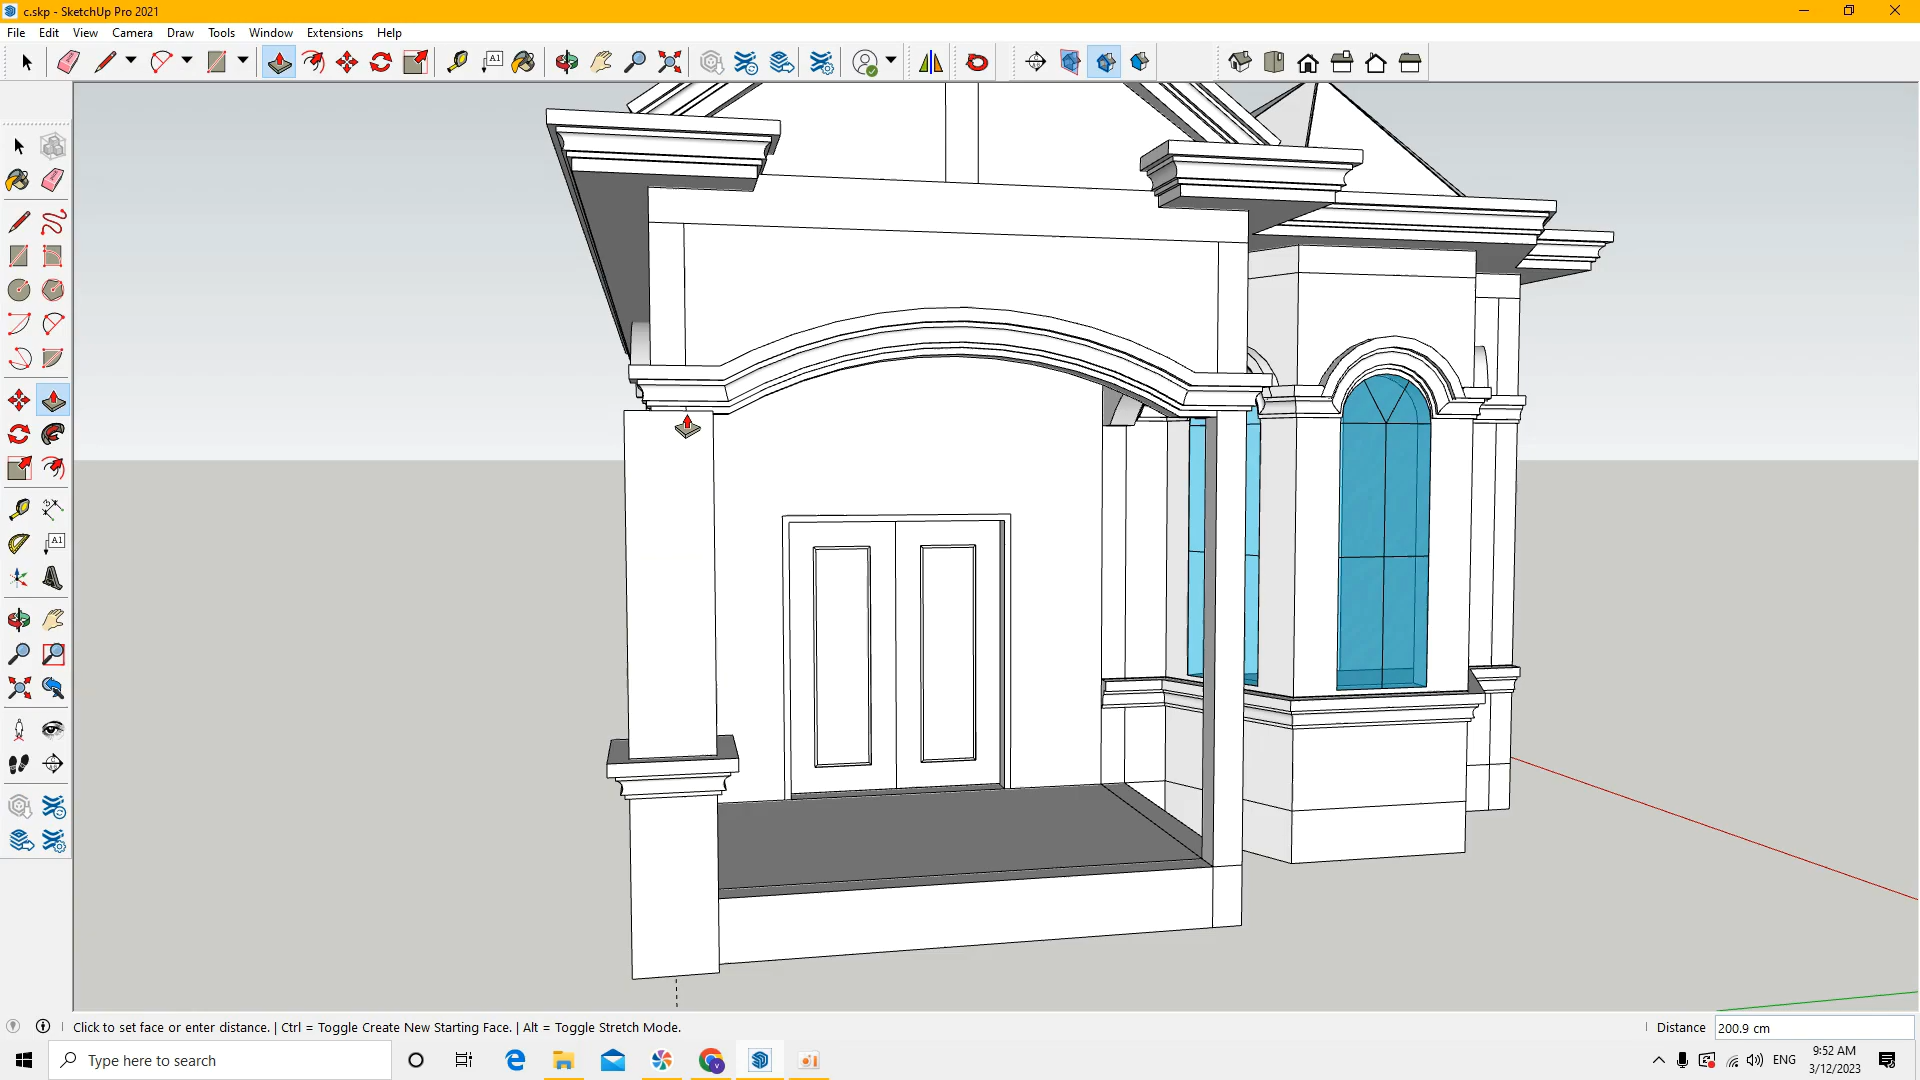 c.skp - SketchUp Pro 2021
File Edit View Camera Draw Tools Window Extensions Help
A1
A1
Click to set face or enter distance. | Ctrl = Toggle Create New Starting Face. | Alt = Toggle Stretch Mode.
Distance 200.9 cm
Type here to search
ENG
9:52 AM
3/12/2023